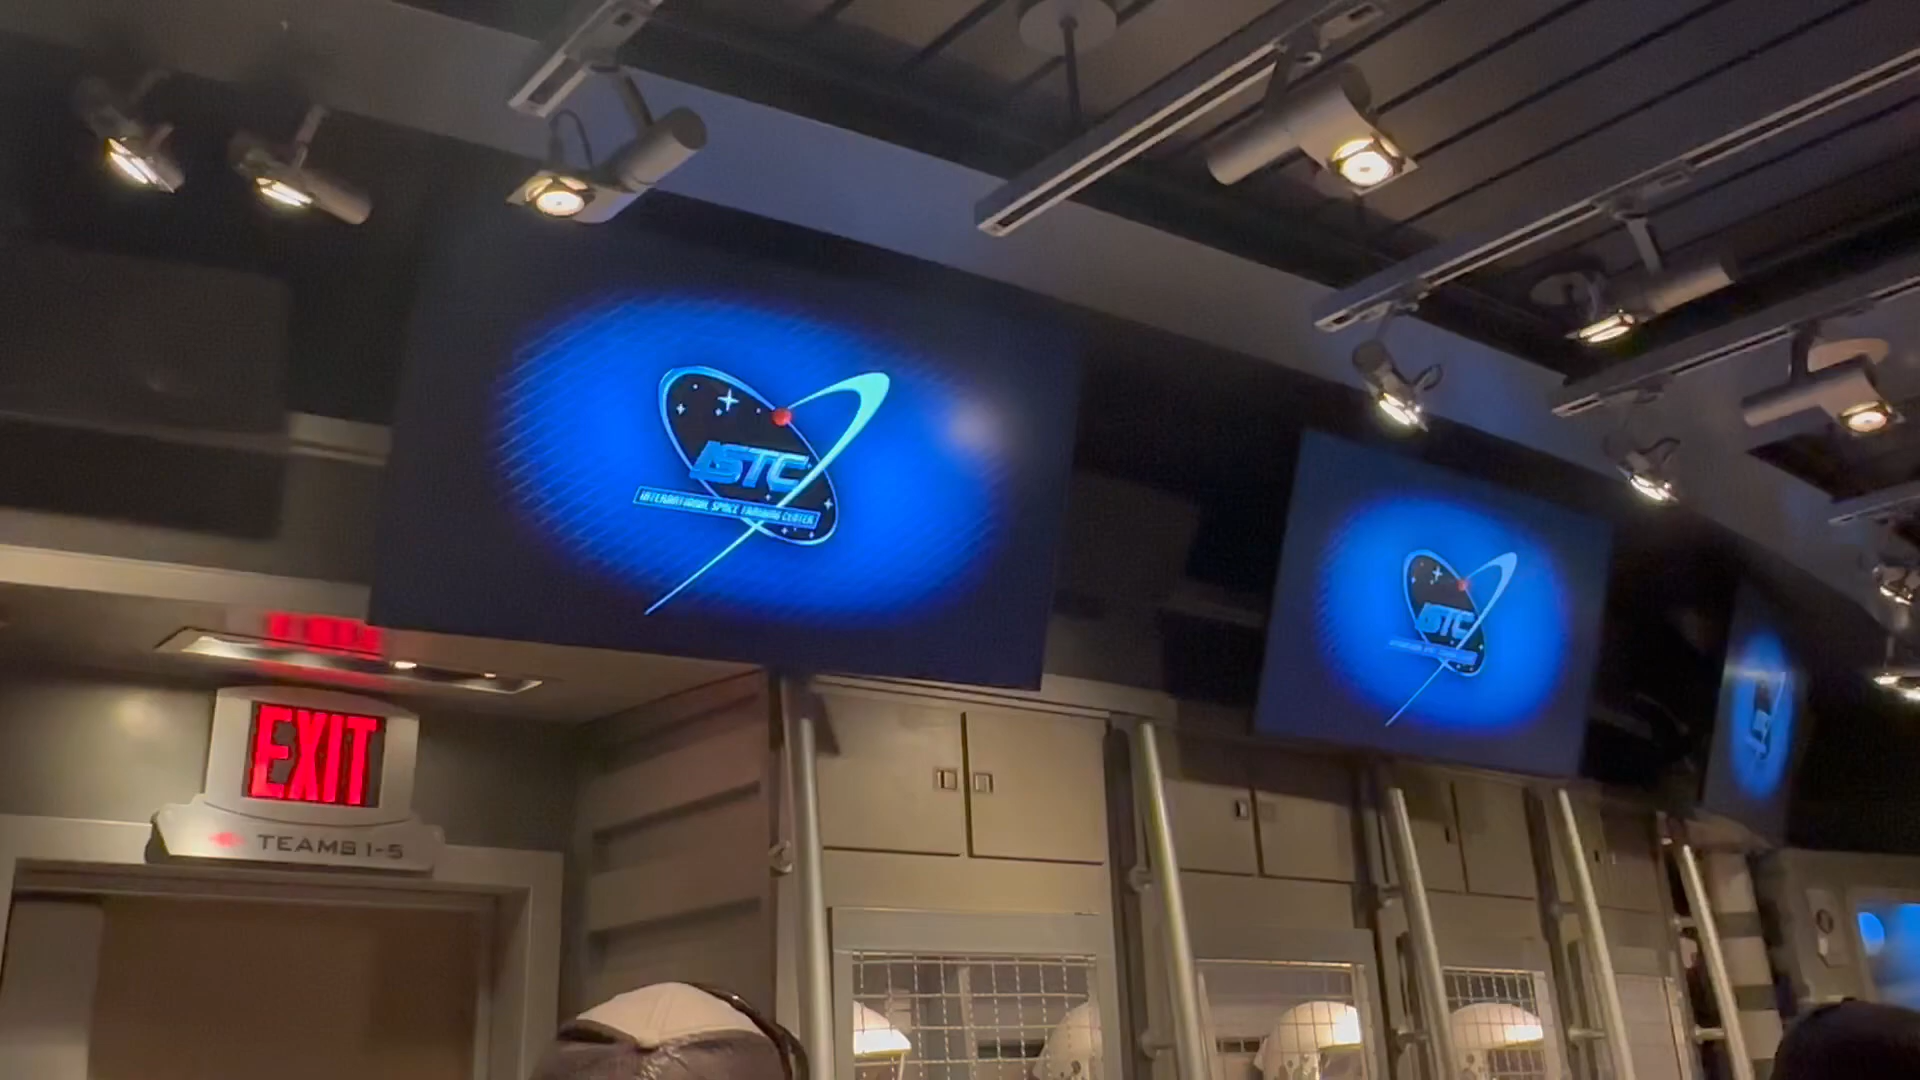 ISTC
INTERNATIONAL SPACE TRAINING CENTER
ISTC
EXIT
TEAMS 1-5